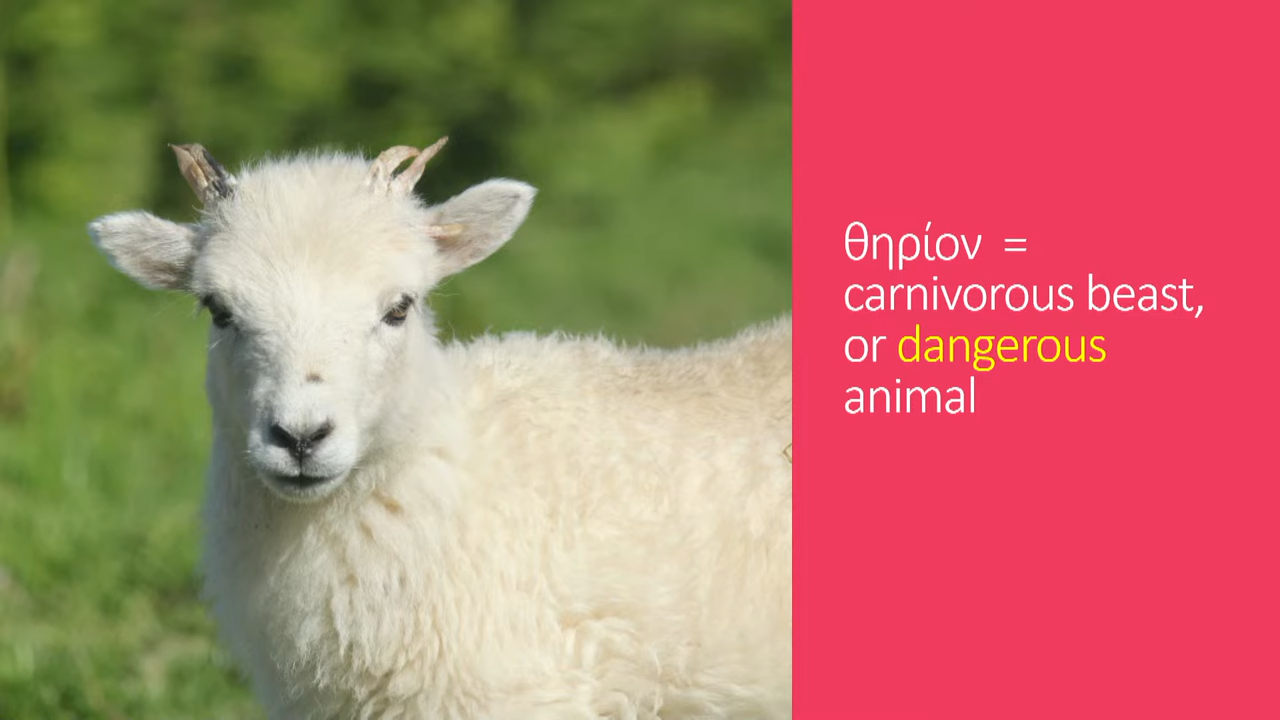 θηρίον =
carnivorous beast,
or dangerous
animal